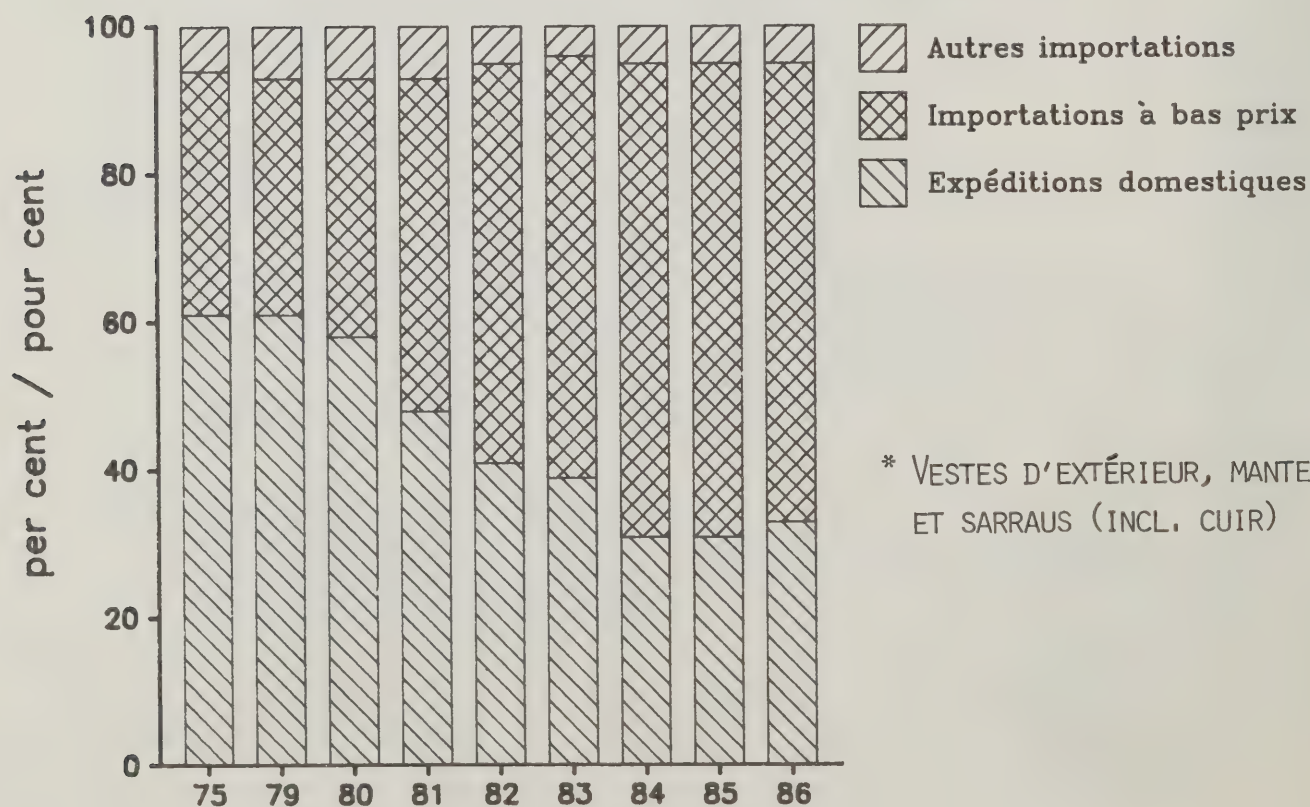 100
80
60
40
20
0
per cent / pour cent
75 79 80 81 82 83 84 85 86
Autres importations
Importations à bas prix
Expéditions domestiques
* VESTES D'EXTÉRIEUR, MANTE
ET SARRAUS (INCL. CUIR)